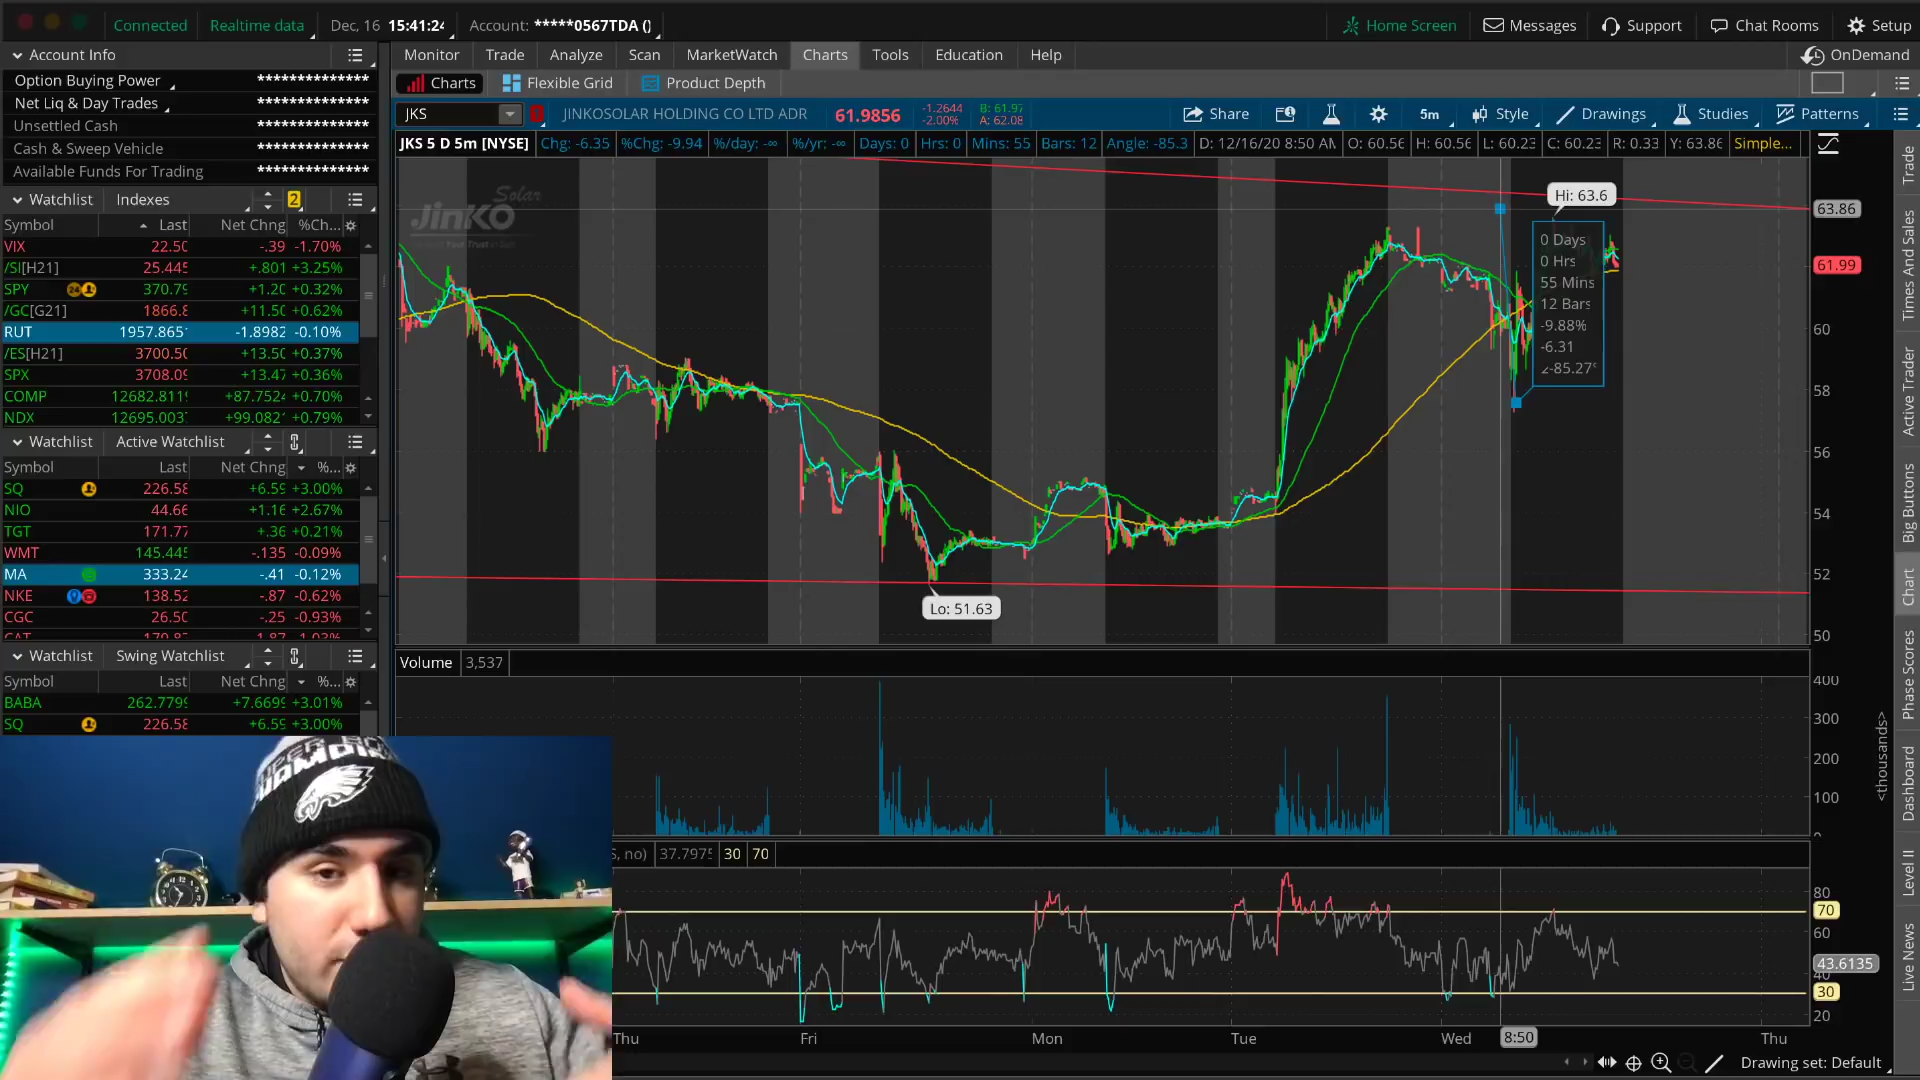 Connected Realtime data Dec, 16 15:41:24 Account: *****0567TDA () Home Screen Messages Support Chat Rooms Setup
Account Info Monitor Trade Analyze Scan MarketWatch Charts Tools Education Help OnDemand
Option Buying Power **************
Net Liq & Day Trades **************
Unsettled Cash **************
Cash & Sweep Vehicle **************
Available Funds For Trading **************
Charts Flexible Grid Product Depth
JKS JINKOSOLAR HOLDING CO LTD ADR 61.9856 -1.2644 -2.00% B: 61.97 A: 62.08 Share 5m Style Drawings Studies Patterns
JKS 5 D 5m [NYSE] Chg: -6.35 %Chg: -9.94 %/day: -∞ %/yr: -∞ Days: 0 Hrs: 0 Mins: 55 Bars: 12 Angle: -85.3 D: 12/16/20 8:50 AM O: 60.56 H: 60.56 L: 60.23 C: 60.23 R: 0.33 Y: 63.86 Simple...
Watchlist Indexes 2
Symbol Last Net Chng %Ch...
VIX 22.50 -.39 -1.70%
/SI[H21] 25.445 +.801 +3.25%
SPY 370.79 +1.20 +0.32%
/GC[G21] 1866.8 +11.50 +0.62%
RUT 1957.865 -1.8982 -0.10%
/ES[H21] 3700.50 +13.50 +0.37%
SPX 3708.09 +13.47 +0.36%
COMP 12682.811 +87.7524 +0.70%
NDX 12695.003 +99.082 +0.79%
Watchlist Active Watchlist
Symbol Last Net Chng %...
SQ 226.58 +6.59 +3.00%
NIO 44.66 +1.16 +2.67%
TGT 171.77 +.36 +0.21%
WMT 145.445 -.135 -0.09%
MA 333.24 -.41 -0.12%
NKE 138.52 -.87 -0.62%
CGC 26.50 -.25 -0.93%
Watchlist Swing Watchlist
Symbol Last Net Chng %...
BABA 262.7799 +7.6699 +3.01%
SQ 226.58 +6.59 +3.00%
JinKO Solar
Hi: 63.6
0 Days
0 Hrs
55 Mins
12 Bars
-9.88%
-6.31
∠-85.27°
Lo: 51.63
63.86
61.99
60
58
56
54
52
50
Volume 3,537
400
300
200
100
<thousands>
, no) 37.7975 30 70
80
70
60
43.6135
40
30
20
Thu Fri Mon Tue Wed 8:50 Thu
Drawing set: Default
Trade
Times And Sales
Active Trader
Big Buttons
Chart
Phase Scores
Dashboard
Level II
Live News